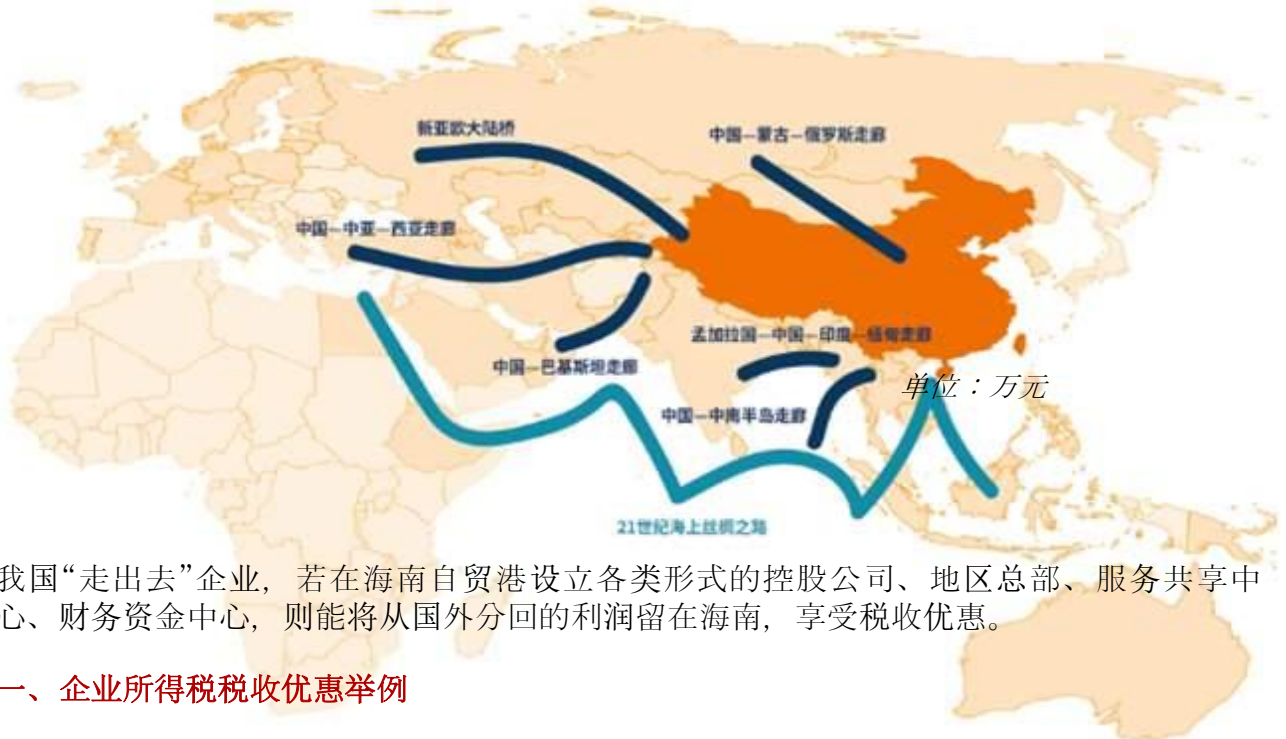 新亚欧大陆桥
中国—蒙古—俄罗斯走廊
中国—中亚—西亚走廊
孟加拉国—中国—印度—缅甸走廊
中国—巴基斯坦走廊
单位：万元
中国—中南半岛走廊
21世纪海上丝绸之路
我国“走出去”企业，若在海南自贸港设立各类形式的控股公司、地区总部、服务共享中
心、财务资金中心，则能将从国外分回的利润留在海南，享受税收优惠。
一、企业所得税税收优惠举例